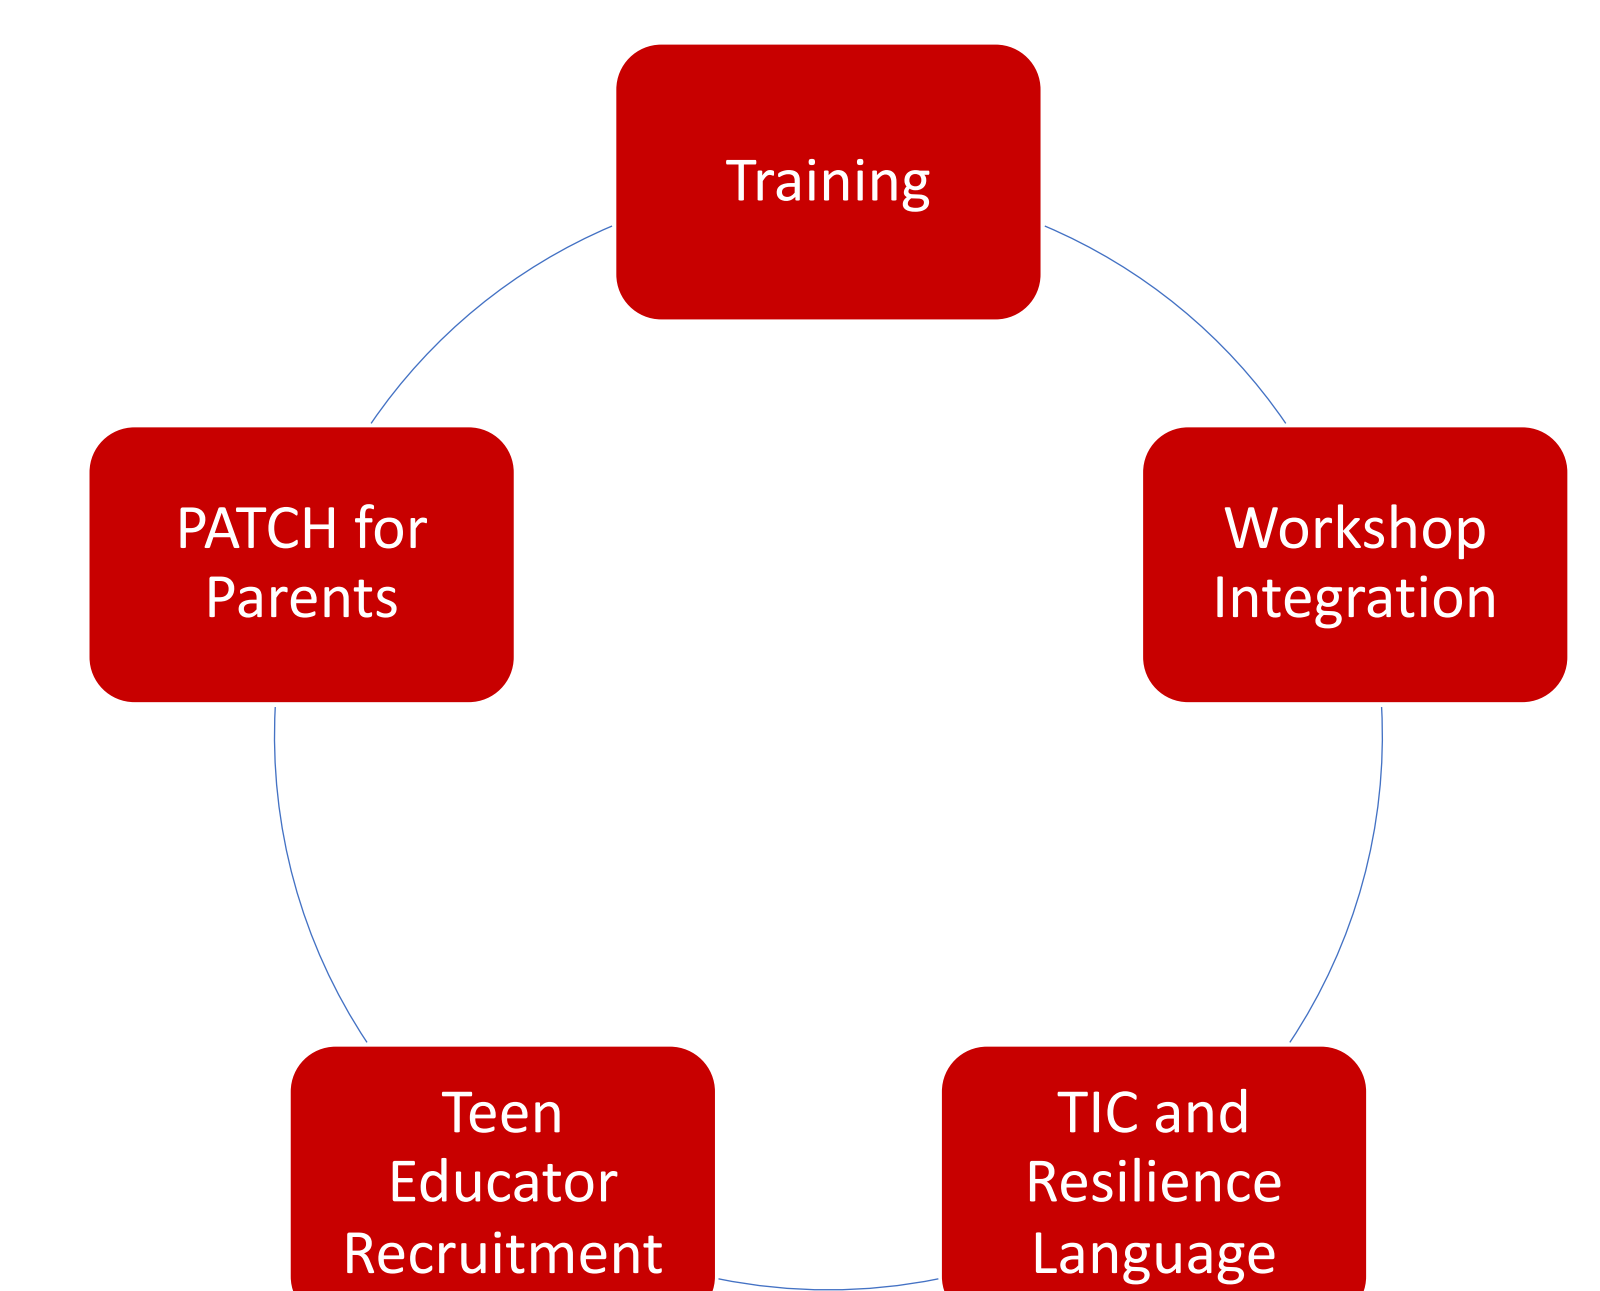 Training
PATCH for
Parents
Workshop
Integration
Teen
Educator
Recruitment
TIC and
Resilience
Language